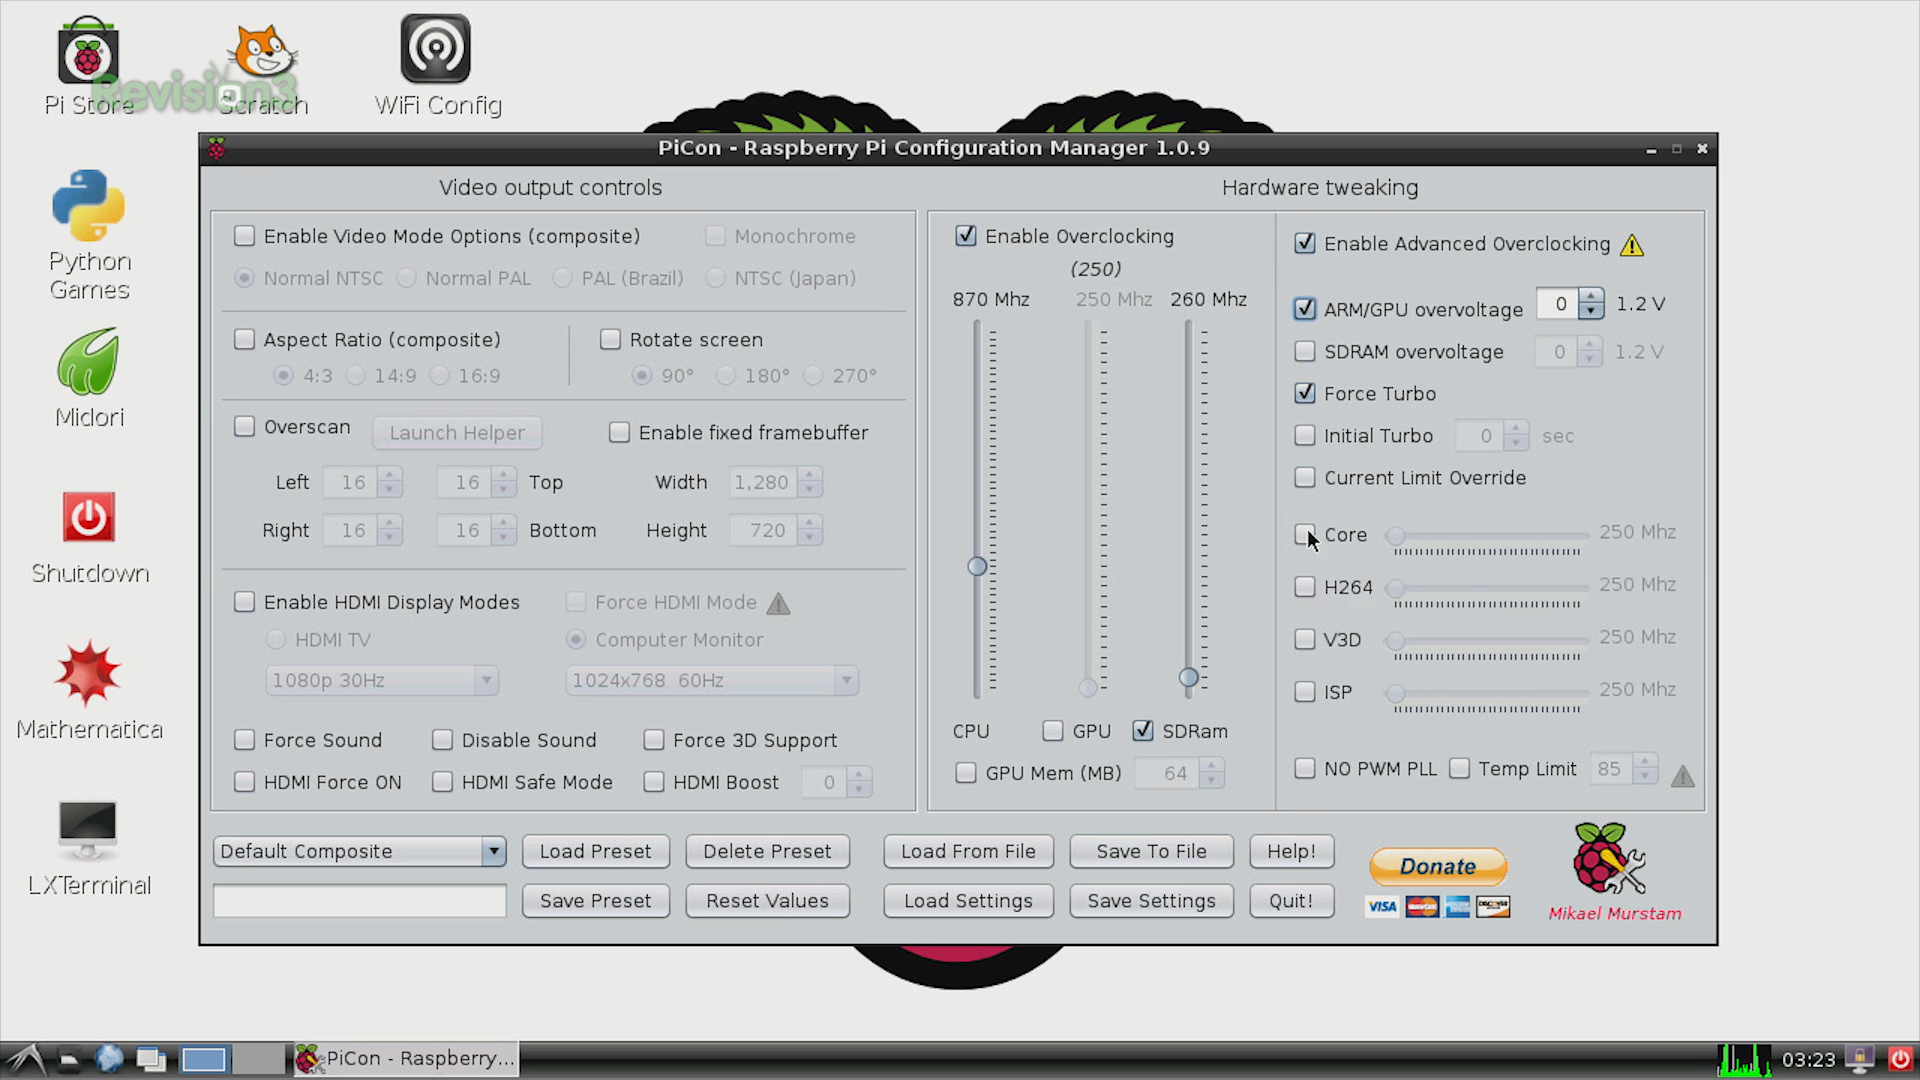 Pi Store
Scratch
WiFi Config
Revision3
Python
Games
Midori
Shutdown
Mathematica
LXTerminal
PiCon - Raspberry Pi Configuration Manager 1.0.9
Video output controls
Enable Video Mode Options (composite)
Monochrome
Normal NTSC
Normal PAL
PAL (Brazil)
NTSC (Japan)
Aspect Ratio (composite)
4:3
14:9
16:9
Rotate screen
90°
180°
270°
Overscan
Launch Helper
Enable fixed framebuffer
Left
16
16
Top
Width
1,280
Right
16
16
Bottom
Height
720
Enable HDMI Display Modes
Force HDMI Mode
HDMI TV
Computer Monitor
1080p 30Hz
1024x768 60Hz
Force Sound
Disable Sound
Force 3D Support
HDMI Force ON
HDMI Safe Mode
HDMI Boost
0
Hardware tweaking
Enable Overclocking
(250)
870 Mhz
250 Mhz
260 Mhz
CPU
GPU
SDRam
GPU Mem (MB)
64
Enable Advanced Overclocking
ARM/GPU overvoltage
0
1.2 V
SDRAM overvoltage
0
1.2 V
Force Turbo
Initial Turbo
0
sec
Current Limit Override
Core
250 Mhz
H264
250 Mhz
V3D
250 Mhz
ISP
250 Mhz
NO PWM PLL
Temp Limit
85
Default Composite
Load Preset
Delete Preset
Load From File
Save To File
Help!
Save Preset
Reset Values
Load Settings
Save Settings
Quit!
Donate
VISA
Mikael Murstam
PiCon - Raspberry...
03:23